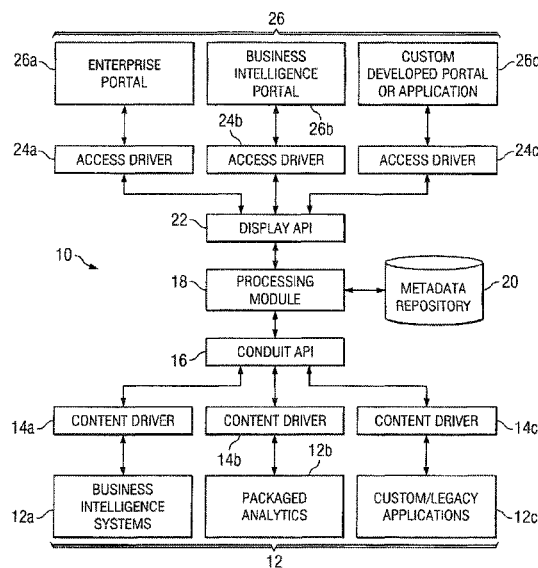 26
26a
ENTERPRISE
PORTAL
BUSINESS
INTELLIGENCE
PORTAL
CUSTOM
DEVELOPED PORTAL
OR APPLICATION
26c
24b
26b
24a
ACCESS DRIVER
ACCESS DRIVER
ACCESS DRIVER
24c
22
DISPLAY API
10
18
PROCESSING
MODULE
METADATA
REPOSITORY
20
16
CONDUIT API
14a
CONTENT DRIVER
CONTENT DRIVER
CONTENT DRIVER
14c
14b
12b
12a
BUSINESS
INTELLIGENCE
SYSTEMS
PACKAGED
ANALYTICS
CUSTOM/LEGACY
APPLICATIONS
12c
12